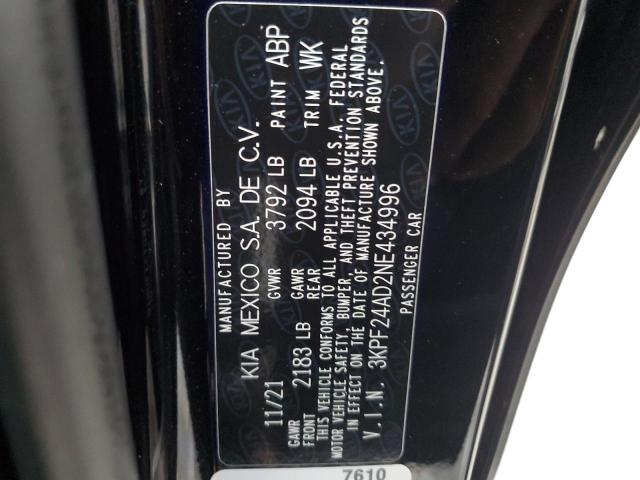 MANUFACTURED BY
KIA MEXICO S.A. DE C.V.
11/21 GVWR 3792 LB PAINT ABP
GAWR FRONT 2183 LB GAWR REAR 2094 LB TRIM WK
THIS VEHICLE CONFORMS TO ALL APPLICABLE U.S.A. FEDERAL
MOTOR VEHICLE SAFETY, BUMPER, AND THEFT PREVENTION STANDARDS
IN EFFECT ON THE DATE OF MANUFACTURE SHOWN ABOVE.
V.I.N. 3KPF24AD2NE434996
PASSENGER CAR
7610